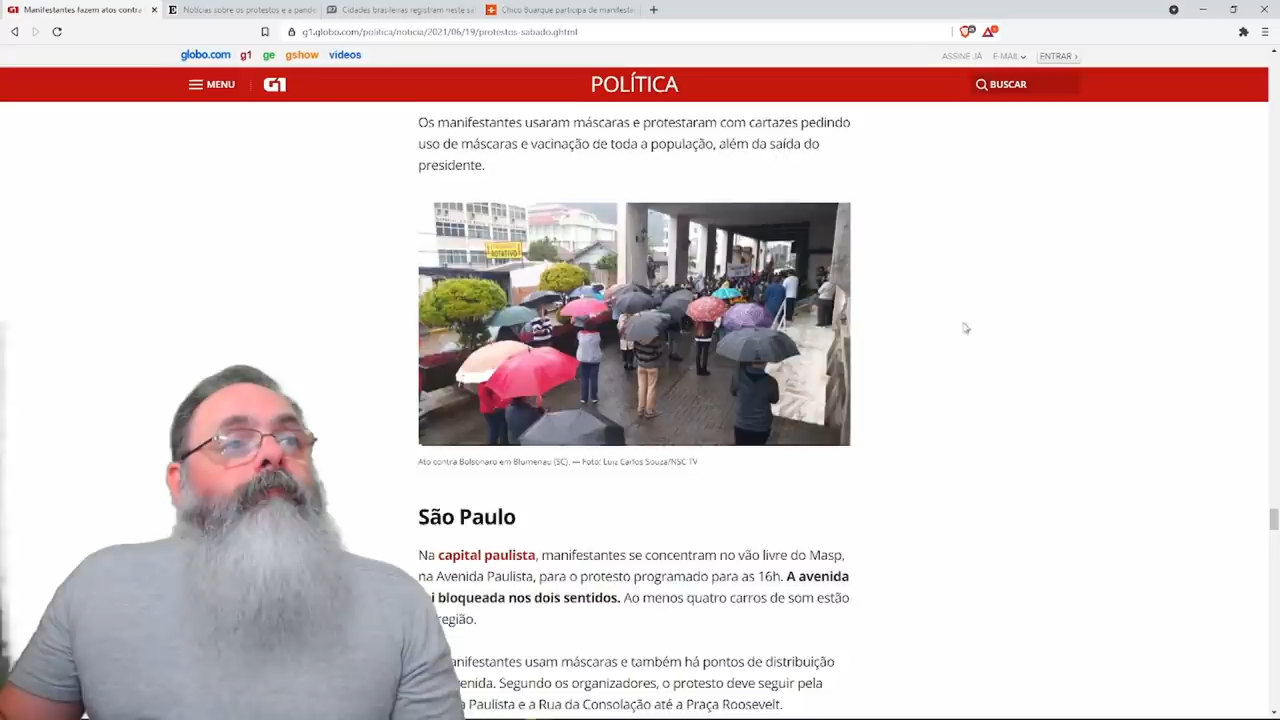 Manifestantes fazem atos contra
Notícias sobre os protestos e a pande
Cidades brasileiras registram neste sá
Chico Buarque participa de manifesta
g1.globo.com/politica/noticia/2021/06/19/protestos-sabado.ghtml
globo.com g1 ge gshow videos
ASSINE JÁ E-MAIL ENTRAR ›
MENU G1 POLÍTICA BUSCAR
Os manifestantes usaram máscaras e protestaram com cartazes pedindo
uso de máscaras e vacinação de toda a população, além da saída do
presidente.
ROTATIVO
Ato contra Bolsonaro em Blumenau (SC). — Foto: Luiz Carlos Souza/NSC TV
São Paulo
Na capital paulista, manifestantes se concentram no vão livre do Masp,
na Avenida Paulista, para o protesto programado para as 16h. A avenida
i bloqueada nos dois sentidos. Ao menos quatro carros de som estão
região.
anifestantes usam máscaras e também há pontos de distribuição
venida. Segundo os organizadores, o protesto deve seguir pela
Paulista e a Rua da Consolação até a Praça Roosevelt.